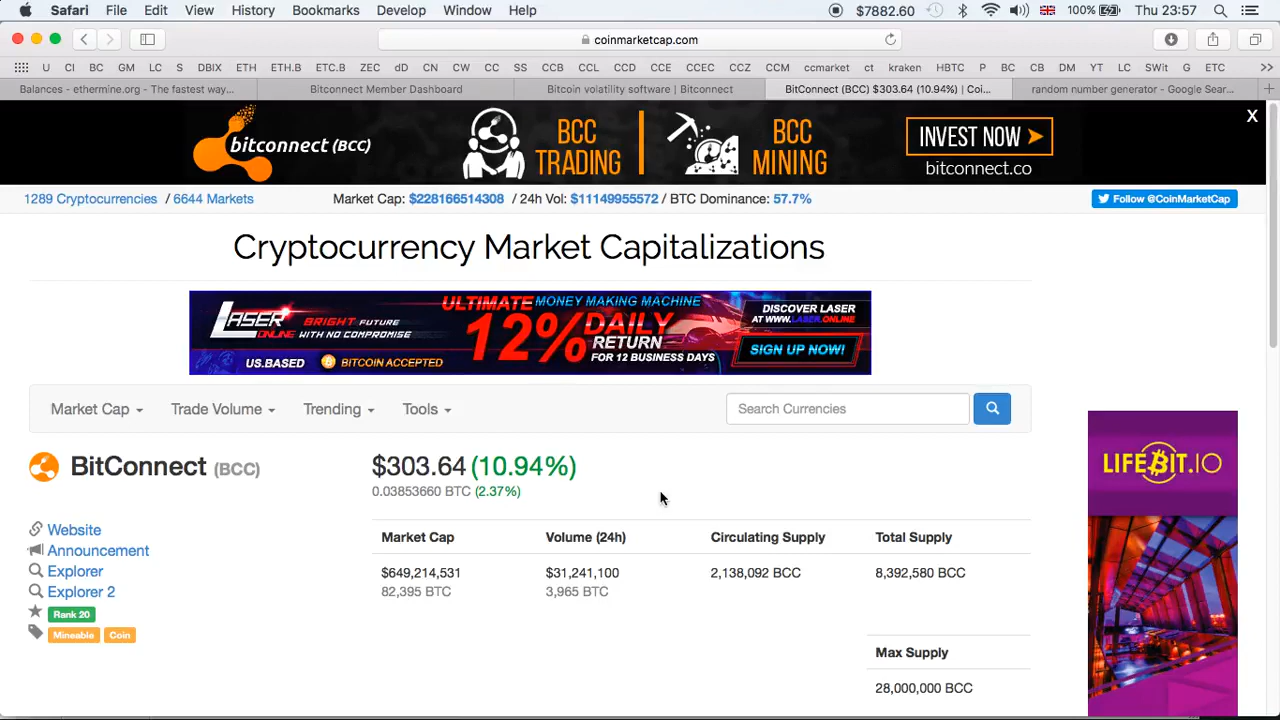 Safari File Edit View History Bookmarks Develop Window Help $7882.60 100% Thu 23:57
coinmarketcap.com
U CI BC GM LC S DBIX ETH ETH.B ETC.B ZEC dD CN CW CC SS CCB CCL CCD CCE CCEC CCZ CCM ccmarket ct kraken HBTC P BC CB DM YT LC SWit G ETC
Balances - ethermine.org - The fastest way... Bitconnect Member Dashboard Bitcoin volatility software | Bitconnect BitConnect (BCC) $303.64 (10.94%) | Coi... random number generator - Google Sear...
X
bitconnect (BCC)
BCC TRADING
BCC MINING
INVEST NOW
bitconnect.co
1289 Cryptocurrencies / 6644 Markets Market Cap: $228166514308 / 24h Vol: $11149955572 / BTC Dominance: 57.7% Follow @CoinMarketCap
Cryptocurrency Market Capitalizations
LASER ONLINE
BRIGHT FUTURE
WITH NO COMPROMISE
US.BASED BITCOIN ACCEPTED
ULTIMATE MONEY MAKING MACHINE
12% DAILY
RETURN
FOR 12 BUSINESS DAYS
DISCOVER LASER
AT WWW.LASER.ONLINE
SIGN UP NOW!
Market Cap Trade Volume Trending Tools Search Currencies
BitConnect (BCC) $303.64 (10.94%)
0.03853660 BTC (2.37%)
LIFEBIT.IO
Website
Announcement
Explorer
Explorer 2
Rank 20
Mineable Coin
Market Cap Volume (24h) Circulating Supply Total Supply
$649,214,531 $31,241,100 2,138,092 BCC 8,392,580 BCC
82,395 BTC 3,965 BTC
Max Supply
28,000,000 BCC